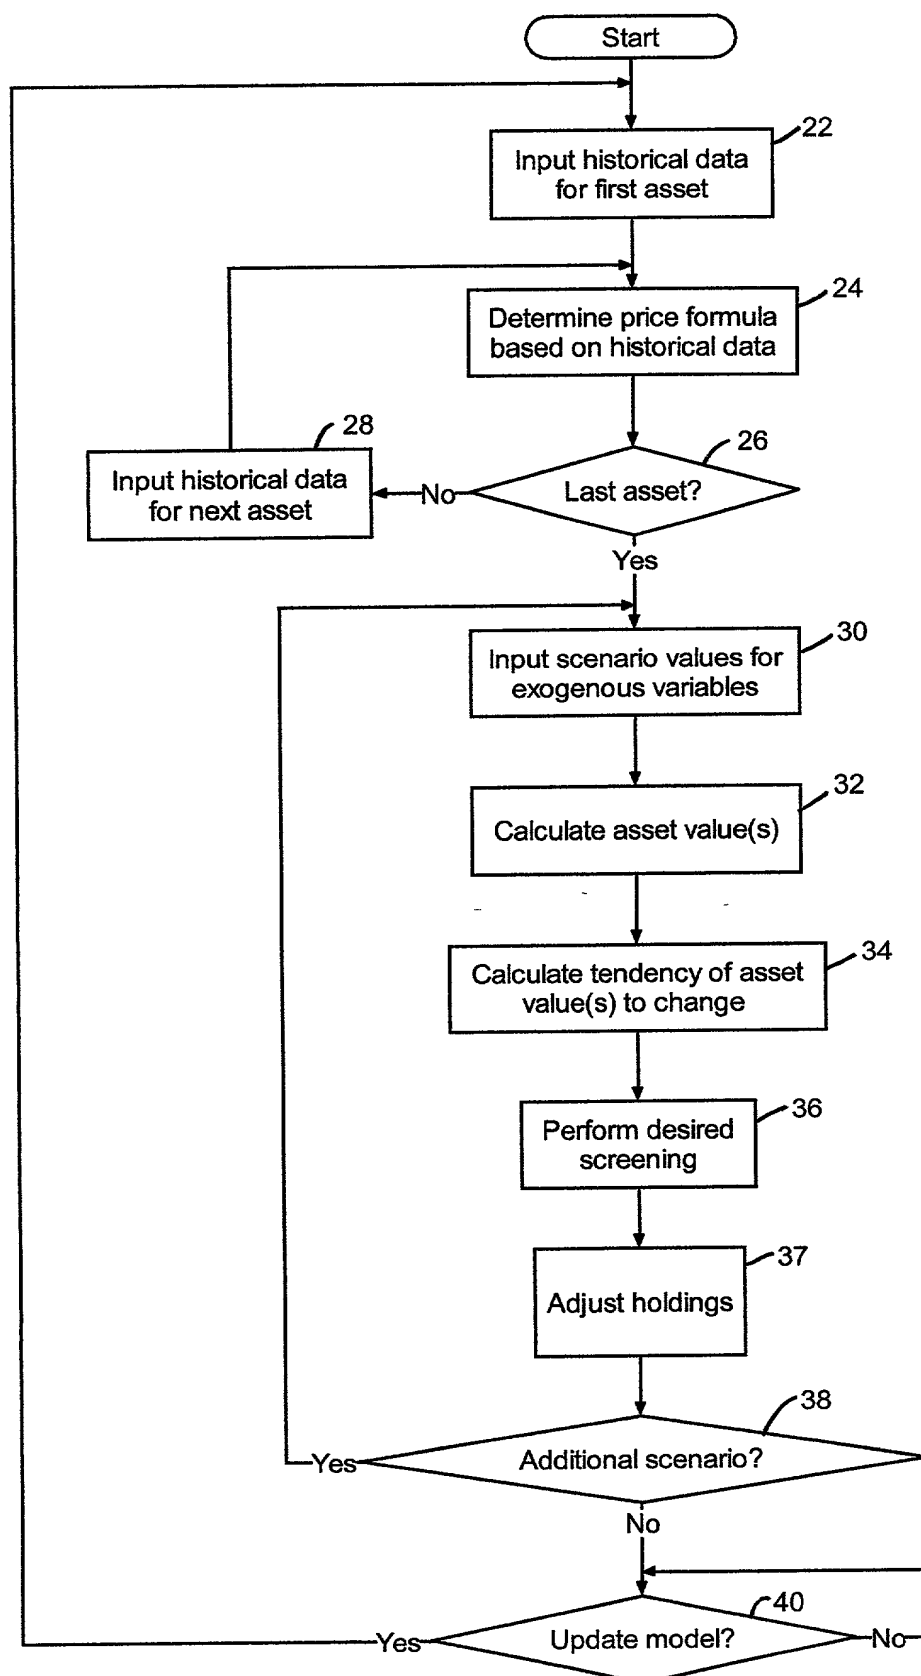 Start
22
Input historical data
for first asset
24
Determine price formula
based on historical data
28
26
Input historical data
for next asset
No
Last asset?
Yes
30
Input scenario values for
exogenous variables
32
Calculate asset value(s)
34
Calculate tendency of asset
value(s) to change
36
Perform desired
screening
37
Adjust holdings
38
Yes
Additional scenario?
No
40
Yes
Update model?
No